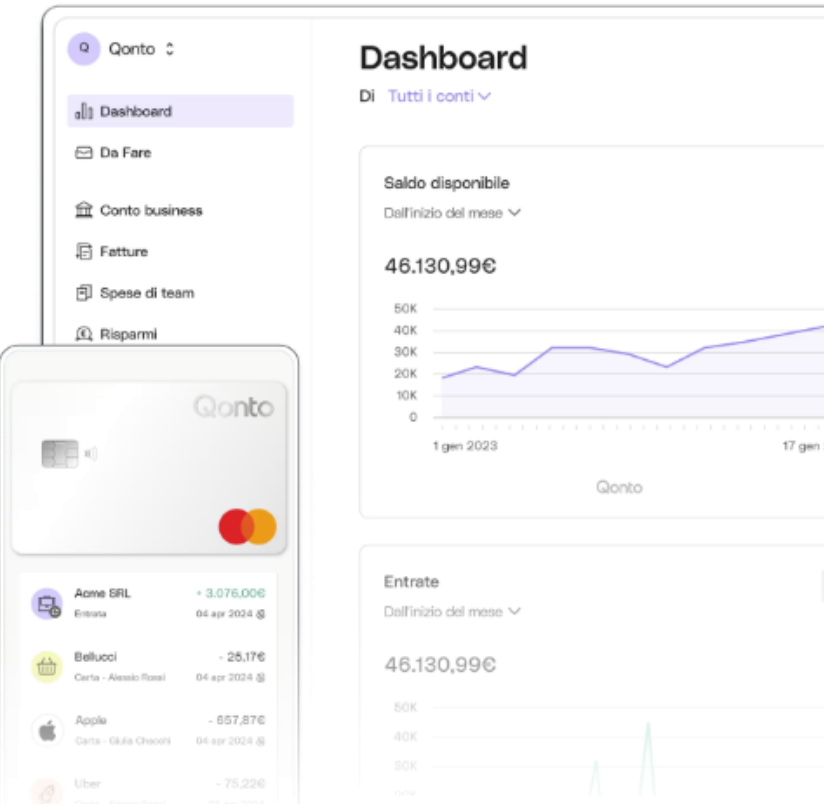 Q Qonto
Dashboard
Da Fare
Conto business
Fatture
Spese di team
Risparmi
Dashboard
Di Tutti i conti
Saldo disponibile
Dall'inizio del mese
46.130,99€
50K
40K
30K
20K
10K
0
1 gen 2023
17 gen
Qonto
Entrate
Dall'inizio del mese
46.130,99€
50K
40K
30K
20K
Qonto
Acme SRL + 3.076,00€
Entrata 04 apr 2024
Bellucci - 25,17€
Carta - Alessio Rossi 04 apr 2024
Apple - 657,87€
Carta - Giulia Checchi 04 apr 2024
Uber - 75,22€